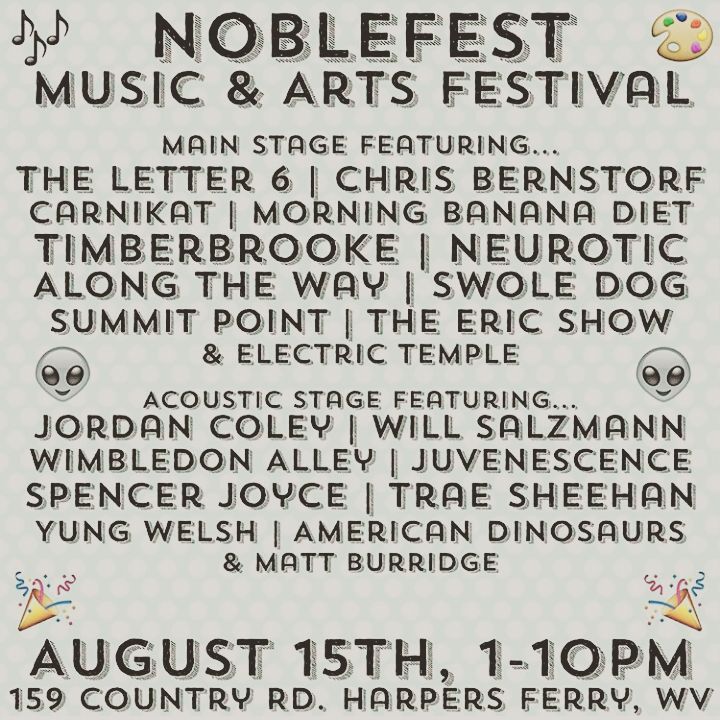 NOBLEFEST
MUSIC & ARTS FESTIVAL
MAIN STAGE FEATURING...
THE LETTER 6 | CHRIS BERNSTORF
CARNIKAT | MORNING BANANA DIET
TIMBERBROOKE | NEUROTIC
ALONG THE WAY | SWOLE DOG
SUMMIT POINT | THE ERIC SHOW
& ELECTRIC TEMPLE
ACOUSTIC STAGE FEATURING...
JORDAN COLEY | WILL SALZMANN
WIMBLEDON ALLEY | JUVENESCENCE
SPENCER JOYCE | TRAE SHEEHAN
YUNG WELSH | AMERICAN DINOSAURS
& MATT BURRIDGE
AUGUST 15TH, 1-10PM
159 COUNTRY RD. HARPERS FERRY, WV